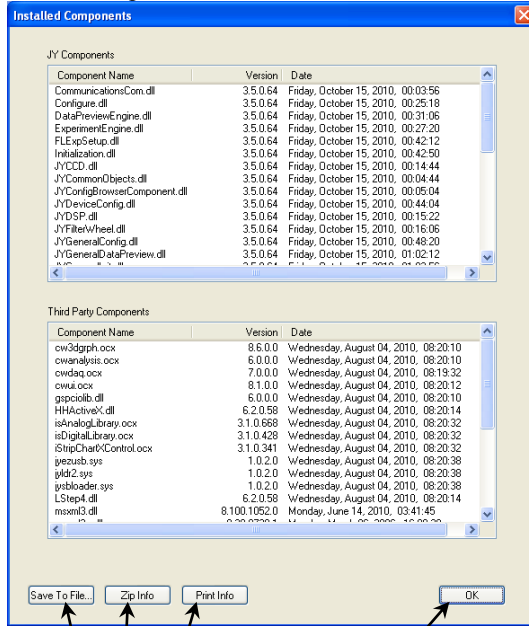 Installed Components
JY Components
Component Name Version Date
CommunicationsCom.dll 3.5.0.64 Friday, October 15, 2010, 00:03:56
Configure.dll 3.5.0.64 Friday, October 15, 2010, 00:25:18
DataPreviewEngine.dll 3.5.0.64 Friday, October 15, 2010, 00:31:06
ExperimentEngine.dll 3.5.0.64 Friday, October 15, 2010, 00:27:20
FLExpSetup.dll 3.5.0.64 Friday, October 15, 2010, 00:42:12
Initialization.dll 3.5.0.64 Friday, October 15, 2010, 00:42:50
JYCCD.dll 3.5.0.64 Friday, October 15, 2010, 00:14:44
JYCommonObjects.dll 3.5.0.64 Friday, October 15, 2010, 00:04:44
JYConfigBrowserComponent.dll 3.5.0.64 Friday, October 15, 2010, 00:05:04
JYDeviceConfig.dll 3.5.0.64 Friday, October 15, 2010, 00:44:04
JYDSP.dll 3.5.0.64 Friday, October 15, 2010, 00:15:22
JYFilterWheel.dll 3.5.0.64 Friday, October 15, 2010, 00:16:06
JYGeneralConfig.dll 3.5.0.64 Friday, October 15, 2010, 00:48:20
JYGeneralDataPreview.dll 3.5.0.64 Friday, October 15, 2010, 01:02:12
Third Party Components
Component Name Version Date
cw3dgrph.ocx 8.6.0.0 Wednesday, August 04, 2010, 08:20:10
cwanalysis.ocx 6.0.0.0 Wednesday, August 04, 2010, 08:20:10
cwdaq.ocx 7.0.0.0 Wednesday, August 04, 2010, 08:19:32
cwui.ocx 8.1.0.0 Wednesday, August 04, 2010, 08:20:12
gspciolib.dll 6.0.0.0 Wednesday, August 04, 2010, 08:20:10
HHActiveX.dll 6.2.0.58 Wednesday, August 04, 2010, 08:20:14
isAnalogLibrary.ocx 3.1.0.668 Wednesday, August 04, 2010, 08:20:32
isDigitalLibrary.ocx 3.1.0.428 Wednesday, August 04, 2010, 08:20:32
iStripChartXControl.ocx 3.1.0.341 Wednesday, August 04, 2010, 08:20:32
jyezusb.sys 1.0.2.0 Wednesday, August 04, 2010, 08:20:38
jyldr2.sys 1.0.2.0 Wednesday, August 04, 2010, 08:20:38
jysbloader.sys 1.0.2.0 Wednesday, August 04, 2010, 08:20:38
LStep4.dll 6.2.0.58 Wednesday, August 04, 2010, 08:20:14
msxml3.dll 8.100.1052.0 Monday, June 14, 2010, 03:41:45
Save To File... Zip Info Print Info OK